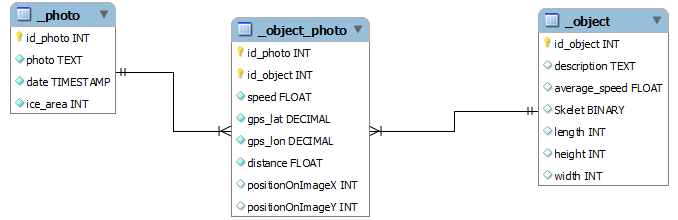 _photo
id_photo INT
photo TEXT
date TIMESTAMP
ice_area INT
_object_photo
id_photo INT
id_object INT
speed FLOAT
gps_lat DECIMAL
gps_lon DECIMAL
distance FLOAT
positionOnImageX INT
positionOnImageY INT
_object
id_object INT
description TEXT
average_speed FLOAT
Skelet BINARY
length INT
height INT
width INT